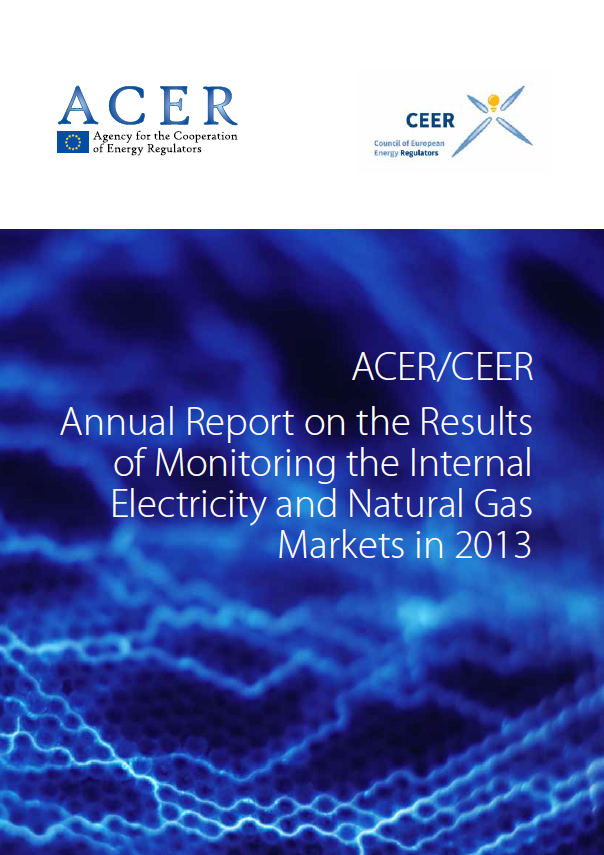 ACER
Agency for the Cooperation
of Energy Regulators
CEER
Council of European
Energy Regulators
ACER/CEER
Annual Report on the Results
of Monitoring the Internal
Electricity and Natural Gas
Markets in 2013